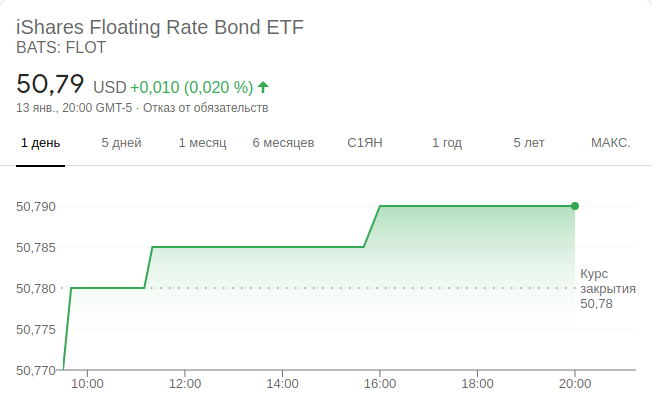 iShares Floating Rate Bond ETF
BATS: FLOT
50,79 USD +0,010 (0,020 %)
13 янв., 20:00 GMT-5 · Отказ от обязательств
1 день 5 дней 1 месяц 6 месяцев С1ЯН 1 год 5 лет МАКС.
50,790
50,785
50,780
50,775
50,770
Курс
закрытия
50,78
10:00 12:00 14:00 16:00 18:00 20:00